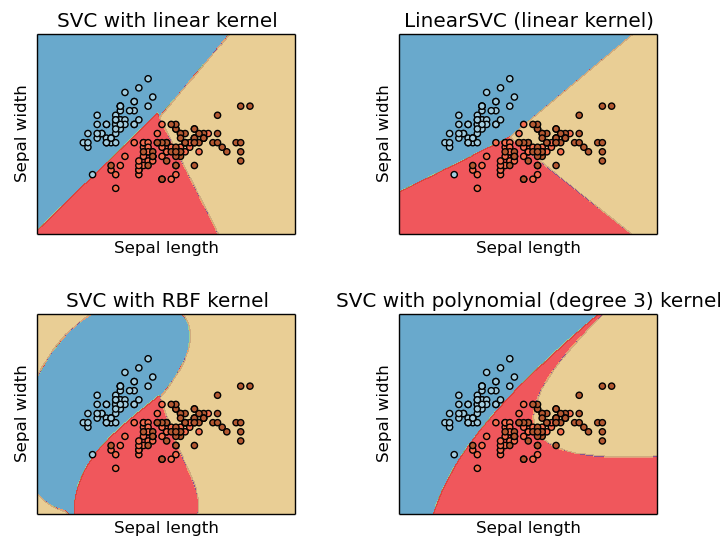 SVC with linear kernel
LinearSVC (linear kernel)
Sepal width
Sepal width
Sepal length
Sepal length
SVC with RBF kernel
SVC with polynomial (degree 3) kernel
Sepal width
Sepal width
Sepal length
Sepal length